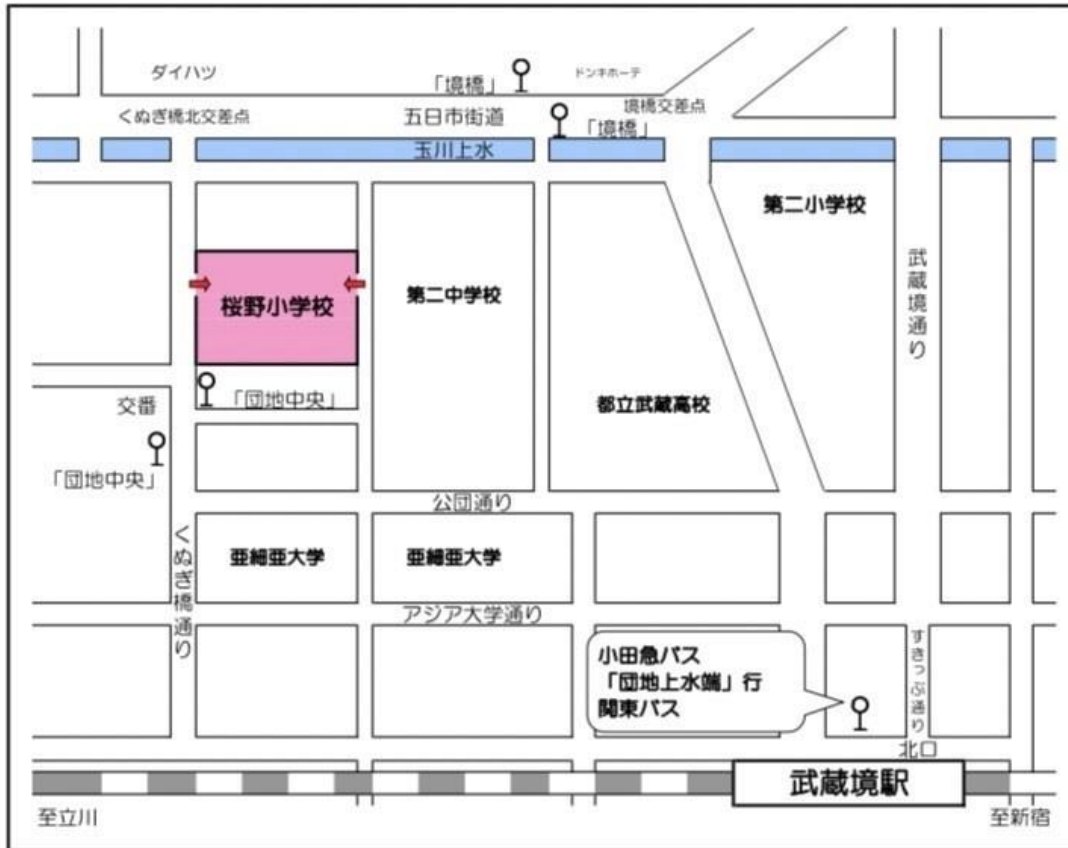 ダイハツ
「境橋」
ドンキホーテ
くぬぎ橋北交差点
五日市街道
境橋交差点
「境橋」
玉川上水
第二小学校
武蔵境通り
桜野小学校
第二中学校
交番
「団地中央」
都立武蔵高校
「団地中央」
公団通り
くぬぎ橋通り
亜細亜大学
亜細亜大学
アジア大学通り
小田急バス
「団地上水端」行
関東バス
すきっぷ通り
北口
武蔵境駅
至立川
至新宿